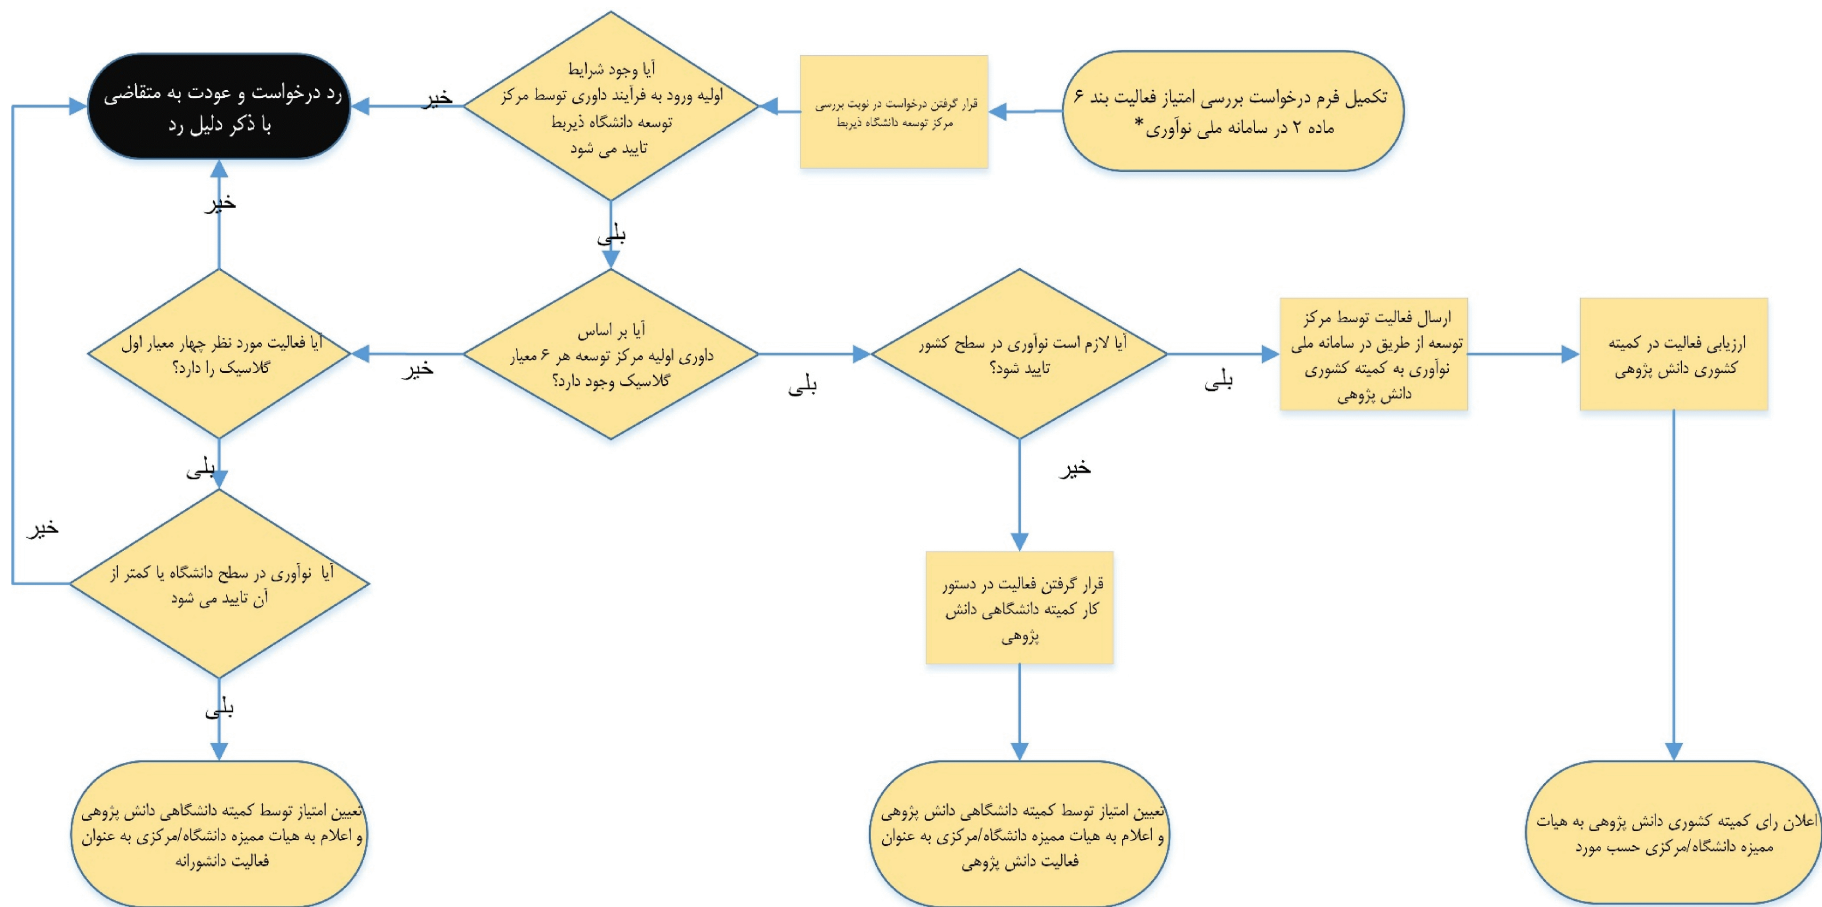 تکمیل فرم درخواست بررسی امتیاز فعالیت بند ۶
ماده ۲ در سامانه ملی نوآوری*
قرار گرفتن درخواست در نوبت بررسی
مرکز توسعه دانشگاه ذیربط
آیا وجود شرایط
اولیه ورود به فرآیند داوری توسط مرکز
توسعه دانشگاه ذیربط
تایید می شود
خیر
رد درخواست و عودت به متقاضی
با ذکر دلیل رد
بلی
خیر
آیا بر اساس
داوری اولیه مرکز توسعه هر ۶ معیار
گلاسیک وجود دارد؟
خیر
آیا فعالیت مورد نظر چهار معیار اول
گلاسیک را دارد؟
بلی
آیا لازم است نوآوری در سطح کشور
تایید شود؟
بلی
ارسال فعالیت توسط مرکز
توسعه از طریق در سامانه ملی
نوآوری به کمیته کشوری
دانش پژوهی
ارزیابی فعالیت در کمیته
کشوری دانش پژوهی
خیر
بلی
خیر
آیا نوآوری در سطح دانشگاه یا کمتر از
آن تایید می شود
قرار گرفتن فعالیت در دستور
کار کمیته دانشگاهی دانش
پژوهی
بلی
اعلان رای کمیته کشوری دانش پژوهی به هیات
ممیزه دانشگاه/مرکزی حسب مورد
تعیین امتیاز توسط کمیته دانشگاهی دانش پژوهی
و اعلام به هیات ممیزه دانشگاه/مرکزی به عنوان
فعالیت دانش پژوهی
تعیین امتیاز توسط کمیته دانشگاهی دانش پژوهی
و اعلام به هیات ممیزه دانشگاه/مرکزی به عنوان
فعالیت دانشورانه